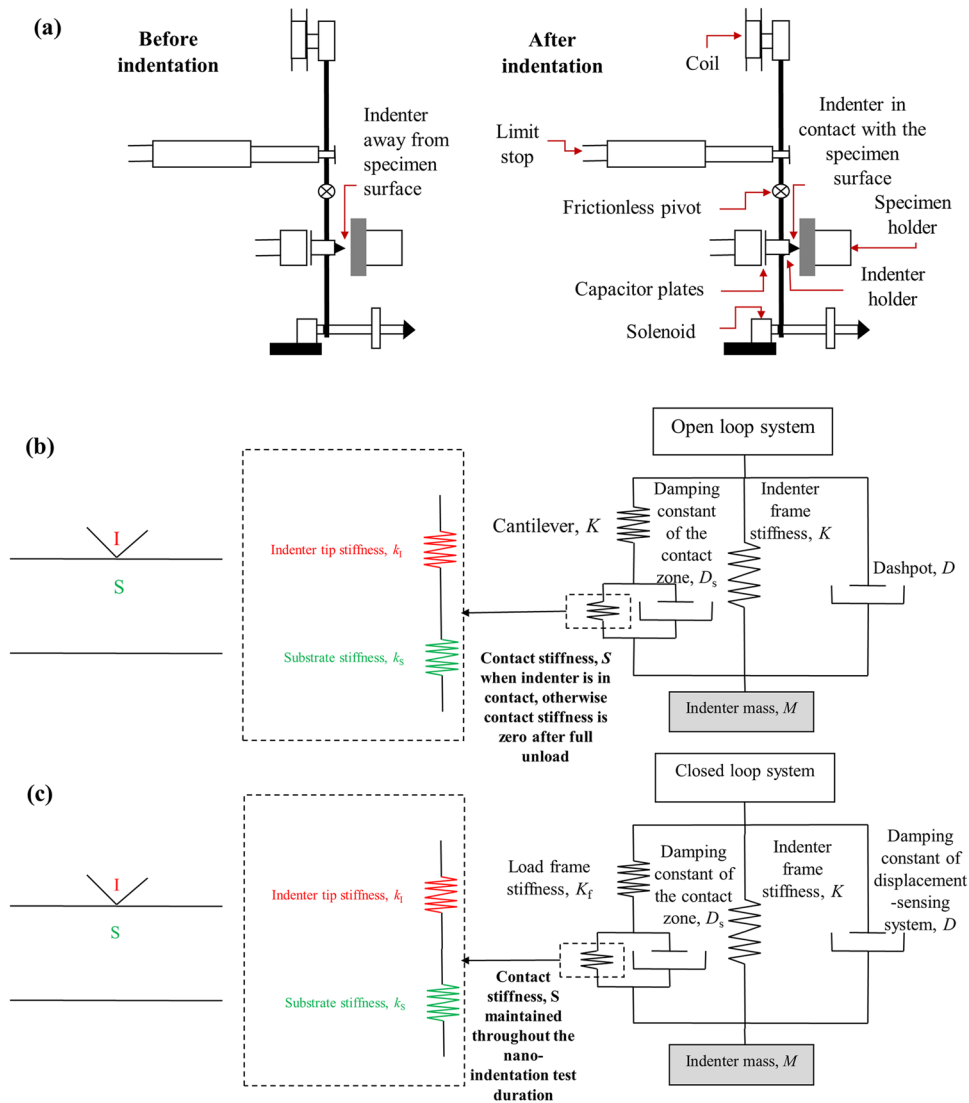 (a)
Before
indentation
Indenter
away from
specimen
surface
After
indentation
Coil
Limit
stop
Indenter in
contact with the
specimen
surface
Frictionless pivot
Specimen
holder
Capacitor plates
Indenter
holder
Solenoid
(b)
I
S
Indenter tip stiffness, kI
Substrate stiffness, kS
Open loop system
Cantilever, K
Damping
constant
of the
contact
zone, Ds
Indenter
frame
stiffness, K
Dashpot, D
Contact stiffness, S
when indenter is in
contact, otherwise
contact stiffness is
zero after full
unload
Indenter mass, M
(c)
I
S
Indenter tip stiffness, kI
Substrate stiffness, kS
Closed loop system
Load frame
stiffness, Kf
Damping
constant of
the contact
zone, Ds
Indenter
frame
stiffness, K
Damping
constant of
displacement
-sensing
system, D
Contact
stiffness, S
maintained
throughout the
nano-
indentation test
duration
Indenter mass, M